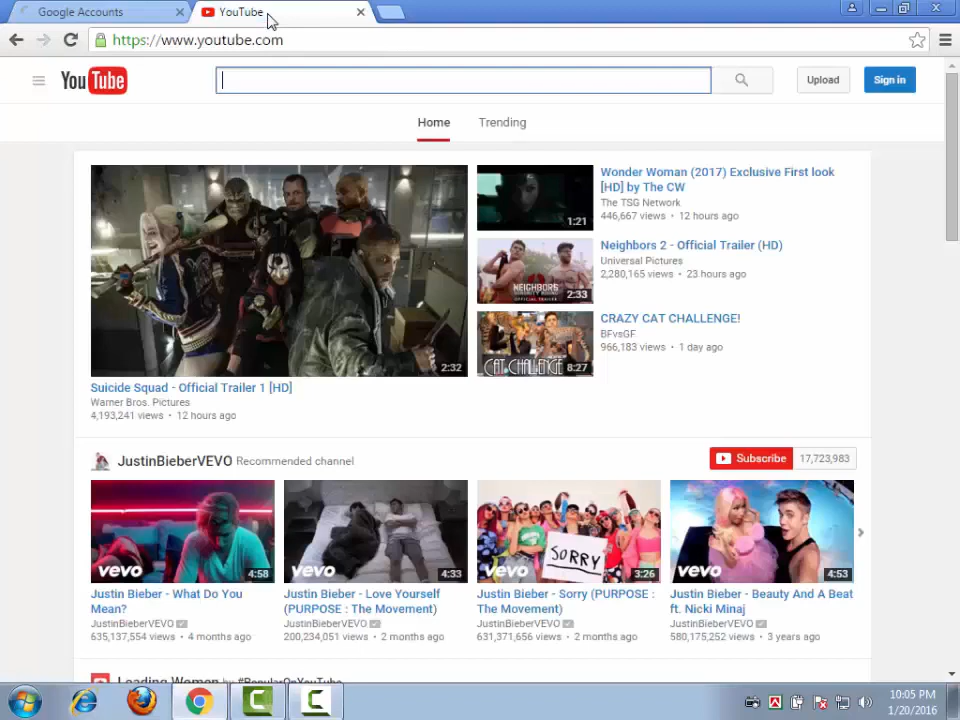 Google Accounts
YouTube
https://www.youtube.com
YouTube
Upload
Sign in
Home
Trending
2:32
Suicide Squad - Official Trailer 1 [HD]
Warner Bros. Pictures
4,193,241 views • 12 hours ago
1:21
Wonder Woman (2017) Exclusive First look
[HD] by The CW
The TSG Network
446,667 views • 12 hours ago
NEIGHBORS
2:33
Neighbors 2 - Official Trailer (HD)
Universal Pictures
2,280,165 views • 23 hours ago
CAT CHALLENGE
8:27
CRAZY CAT CHALLENGE!
BFvsGF
966,183 views • 1 day ago
JustinBieberVEVO Recommended channel
Subscribe 17,723,983
vevo 4:58
Justin Bieber - What Do You
Mean?
JustinBieberVEVO
635,137,554 views • 4 months ago
vevo 4:33
Justin Bieber - Love Yourself
(PURPOSE : The Movement)
JustinBieberVEVO
200,234,051 views • 2 months ago
SORRY
vevo 3:26
Justin Bieber - Sorry (PURPOSE :
The Movement)
JustinBieberVEVO
631,371,656 views • 2 months ago
vevo 4:53
Justin Bieber - Beauty And A Beat
ft. Nicki Minaj
JustinBieberVEVO
580,175,252 views • 3 years ago
Leading Women by #PopularOnYouTube
10:05 PM
1/20/2016